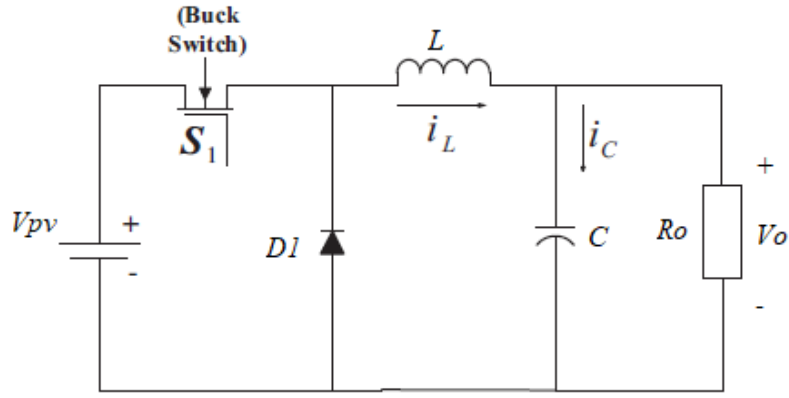 (Buck
Switch)
L
S1
iL
iC
+
Vpv
+
-
D1
C
Ro
Vo
-